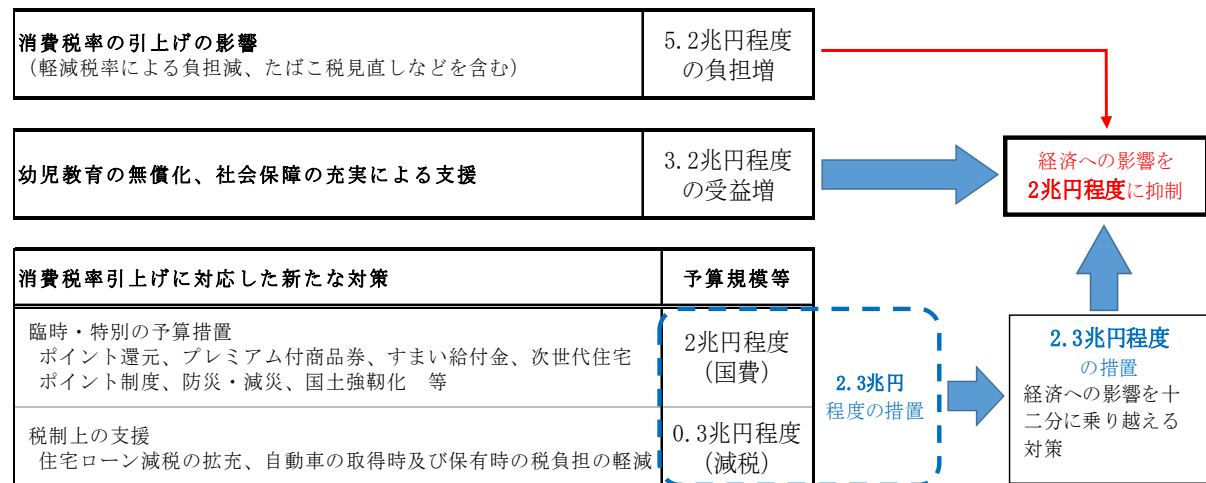 消費税率の引上げの影響
（軽減税率による負担減、たばこ税見直しなどを含む）
5.2兆円程度
の負担増
幼児教育の無償化、社会保障の充実による支援
3.2兆円程度
の受益増
経済への影響を
2兆円程度に抑制
消費税率引上げに対応した新たな対策
予算規模等
臨時・特別の予算措置
ポイント還元、プレミアム付商品券、すまい給付金、次世代住宅
ポイント制度、防災・減災、国土強靱化　等
2兆円程度
（国費）
税制上の支援
住宅ローン減税の拡充、自動車の取得時及び保有時の税負担の軽減
0.3兆円程度
（減税）
2.3兆円
程度の措置
2.3兆円程度
の措置
経済への影響を十
二分に乗り越える
対策